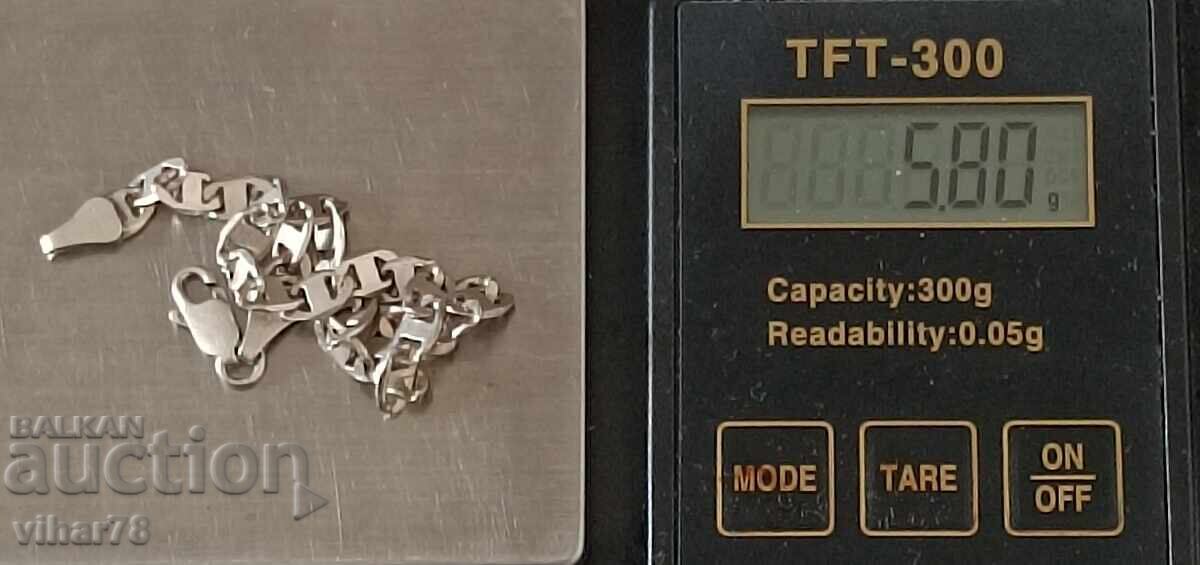 TFT-300
5.80 g
Capacity:300g
Readability:0.05g
MODE
TARE
ON
OFF
BALKAN
auction
vihar78